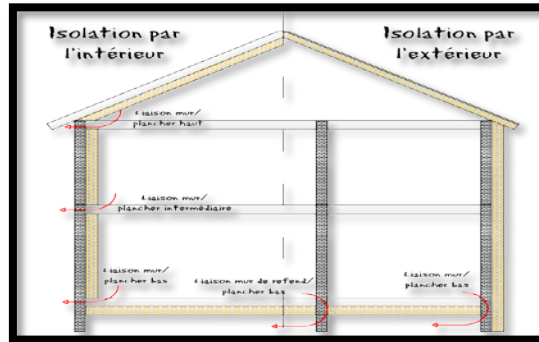 Isolation par
l'intérieur
Isolation par
l'extérieur
Liaison mur/
plancher haut
Liaison mur/
plancher intermédiaire
Liaison mur/
plancher bas
Liaison mur de refend/
plancher bas
Liaison mur/
plancher bas